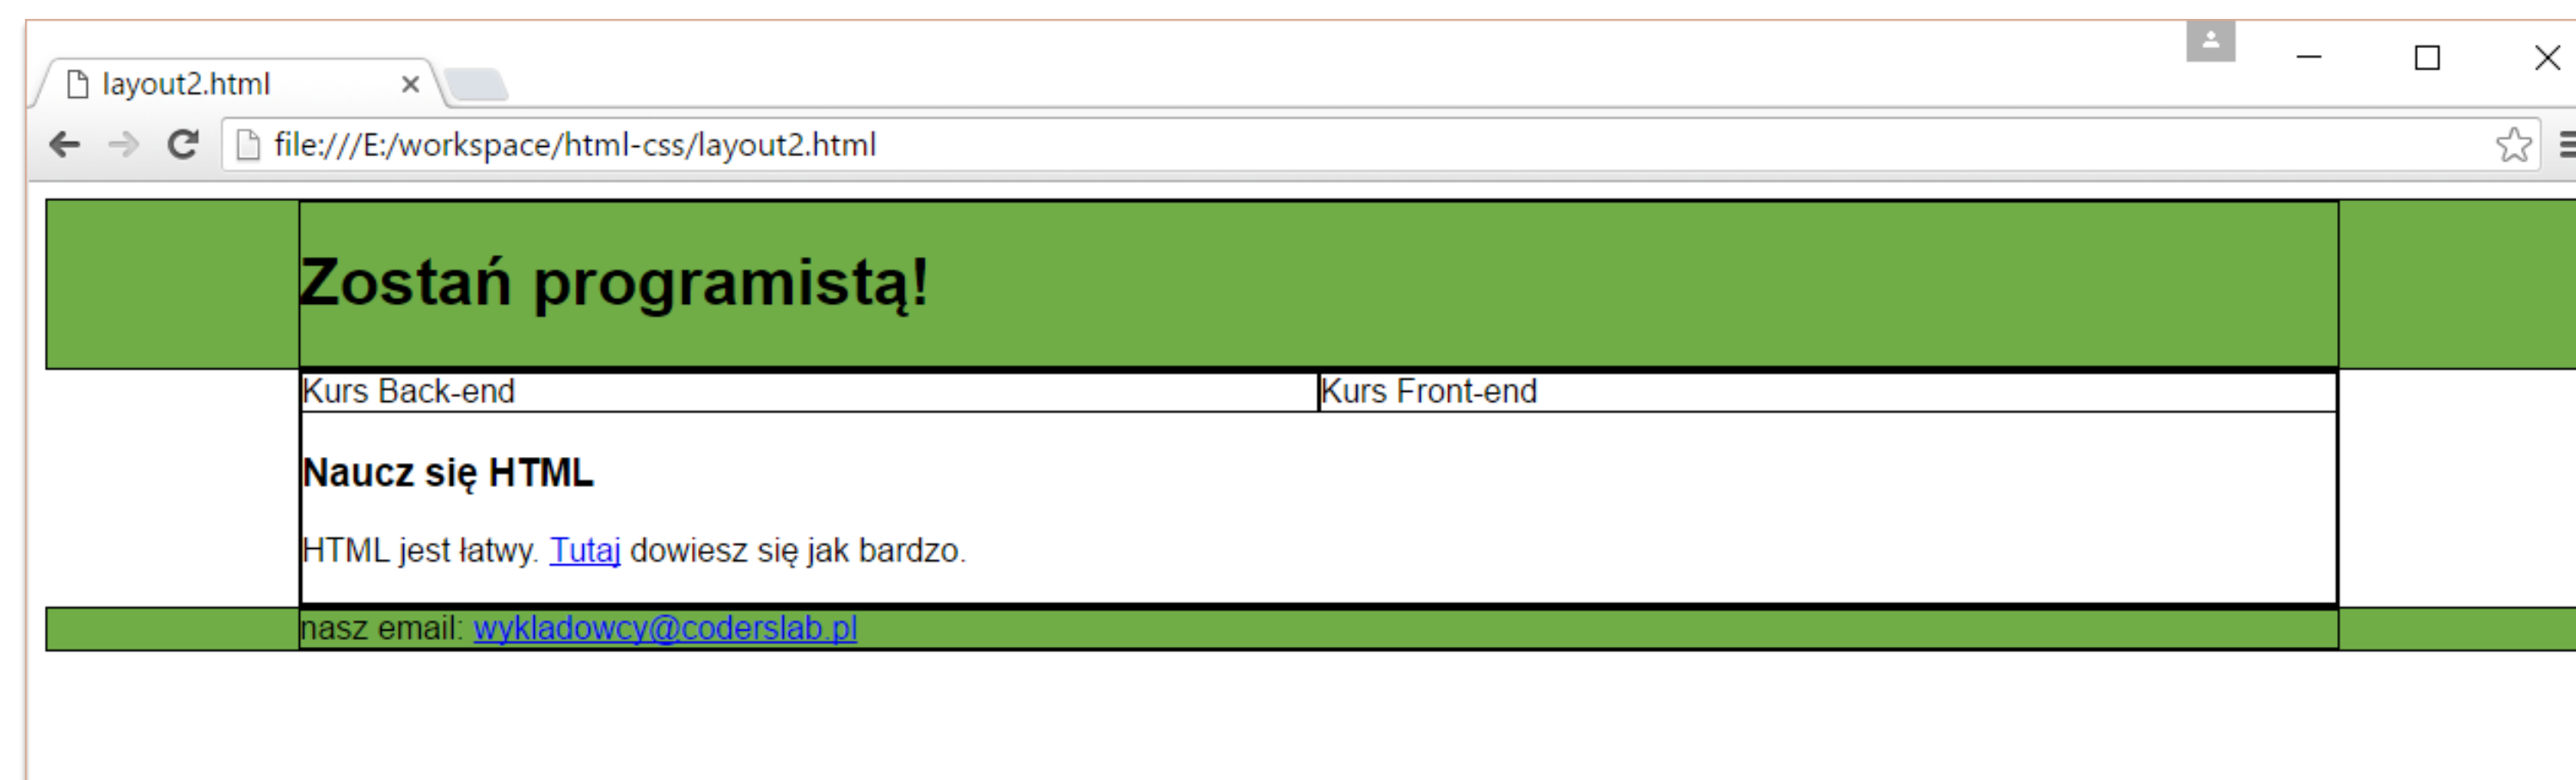 layout2.html
file:///E:/workspace/html-css/layout2.html
Zostań programistą!
Kurs Back-end Kurs Front-end
Naucz się HTML
HTML jest łatwy. Tutaj dowiesz się jak bardzo.
nasz email: wykladowcy@coderslab.pl